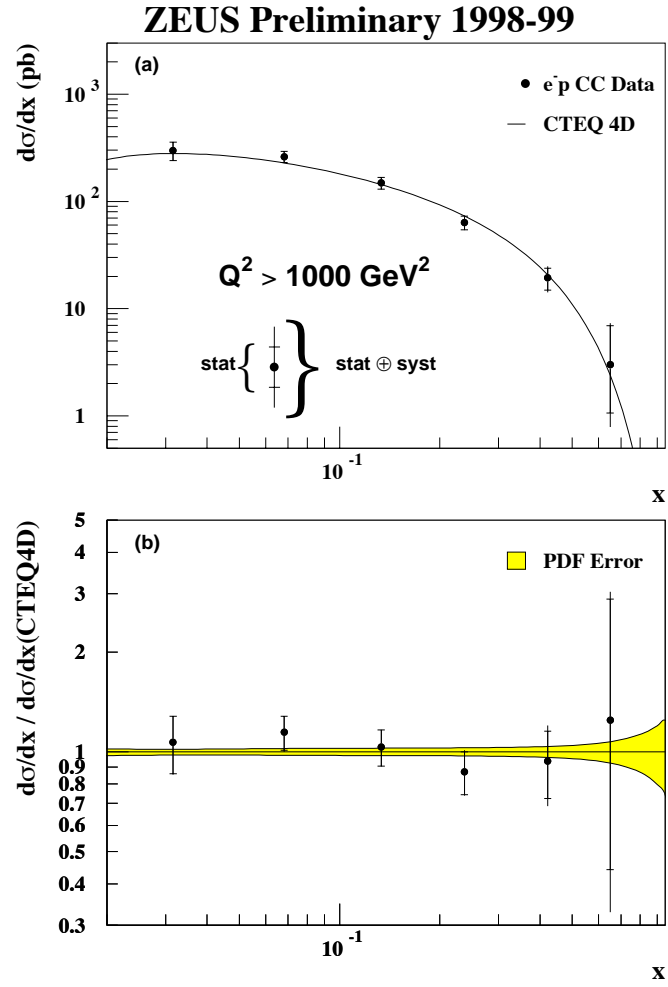 ZEUS Preliminary 1998-99
(a)
dσ/dx (pb)
e⁻p CC Data
CTEQ 4D
10³
10²
10
1
Q² > 1000 GeV²
stat { } stat ⊕ syst
10⁻¹
x
(b)
dσ/dx / dσ/dx(CTEQ4D)
PDF Error
5
4
3
2
1
0.9
0.8
0.7
0.6
0.5
0.4
0.3
10⁻¹
x